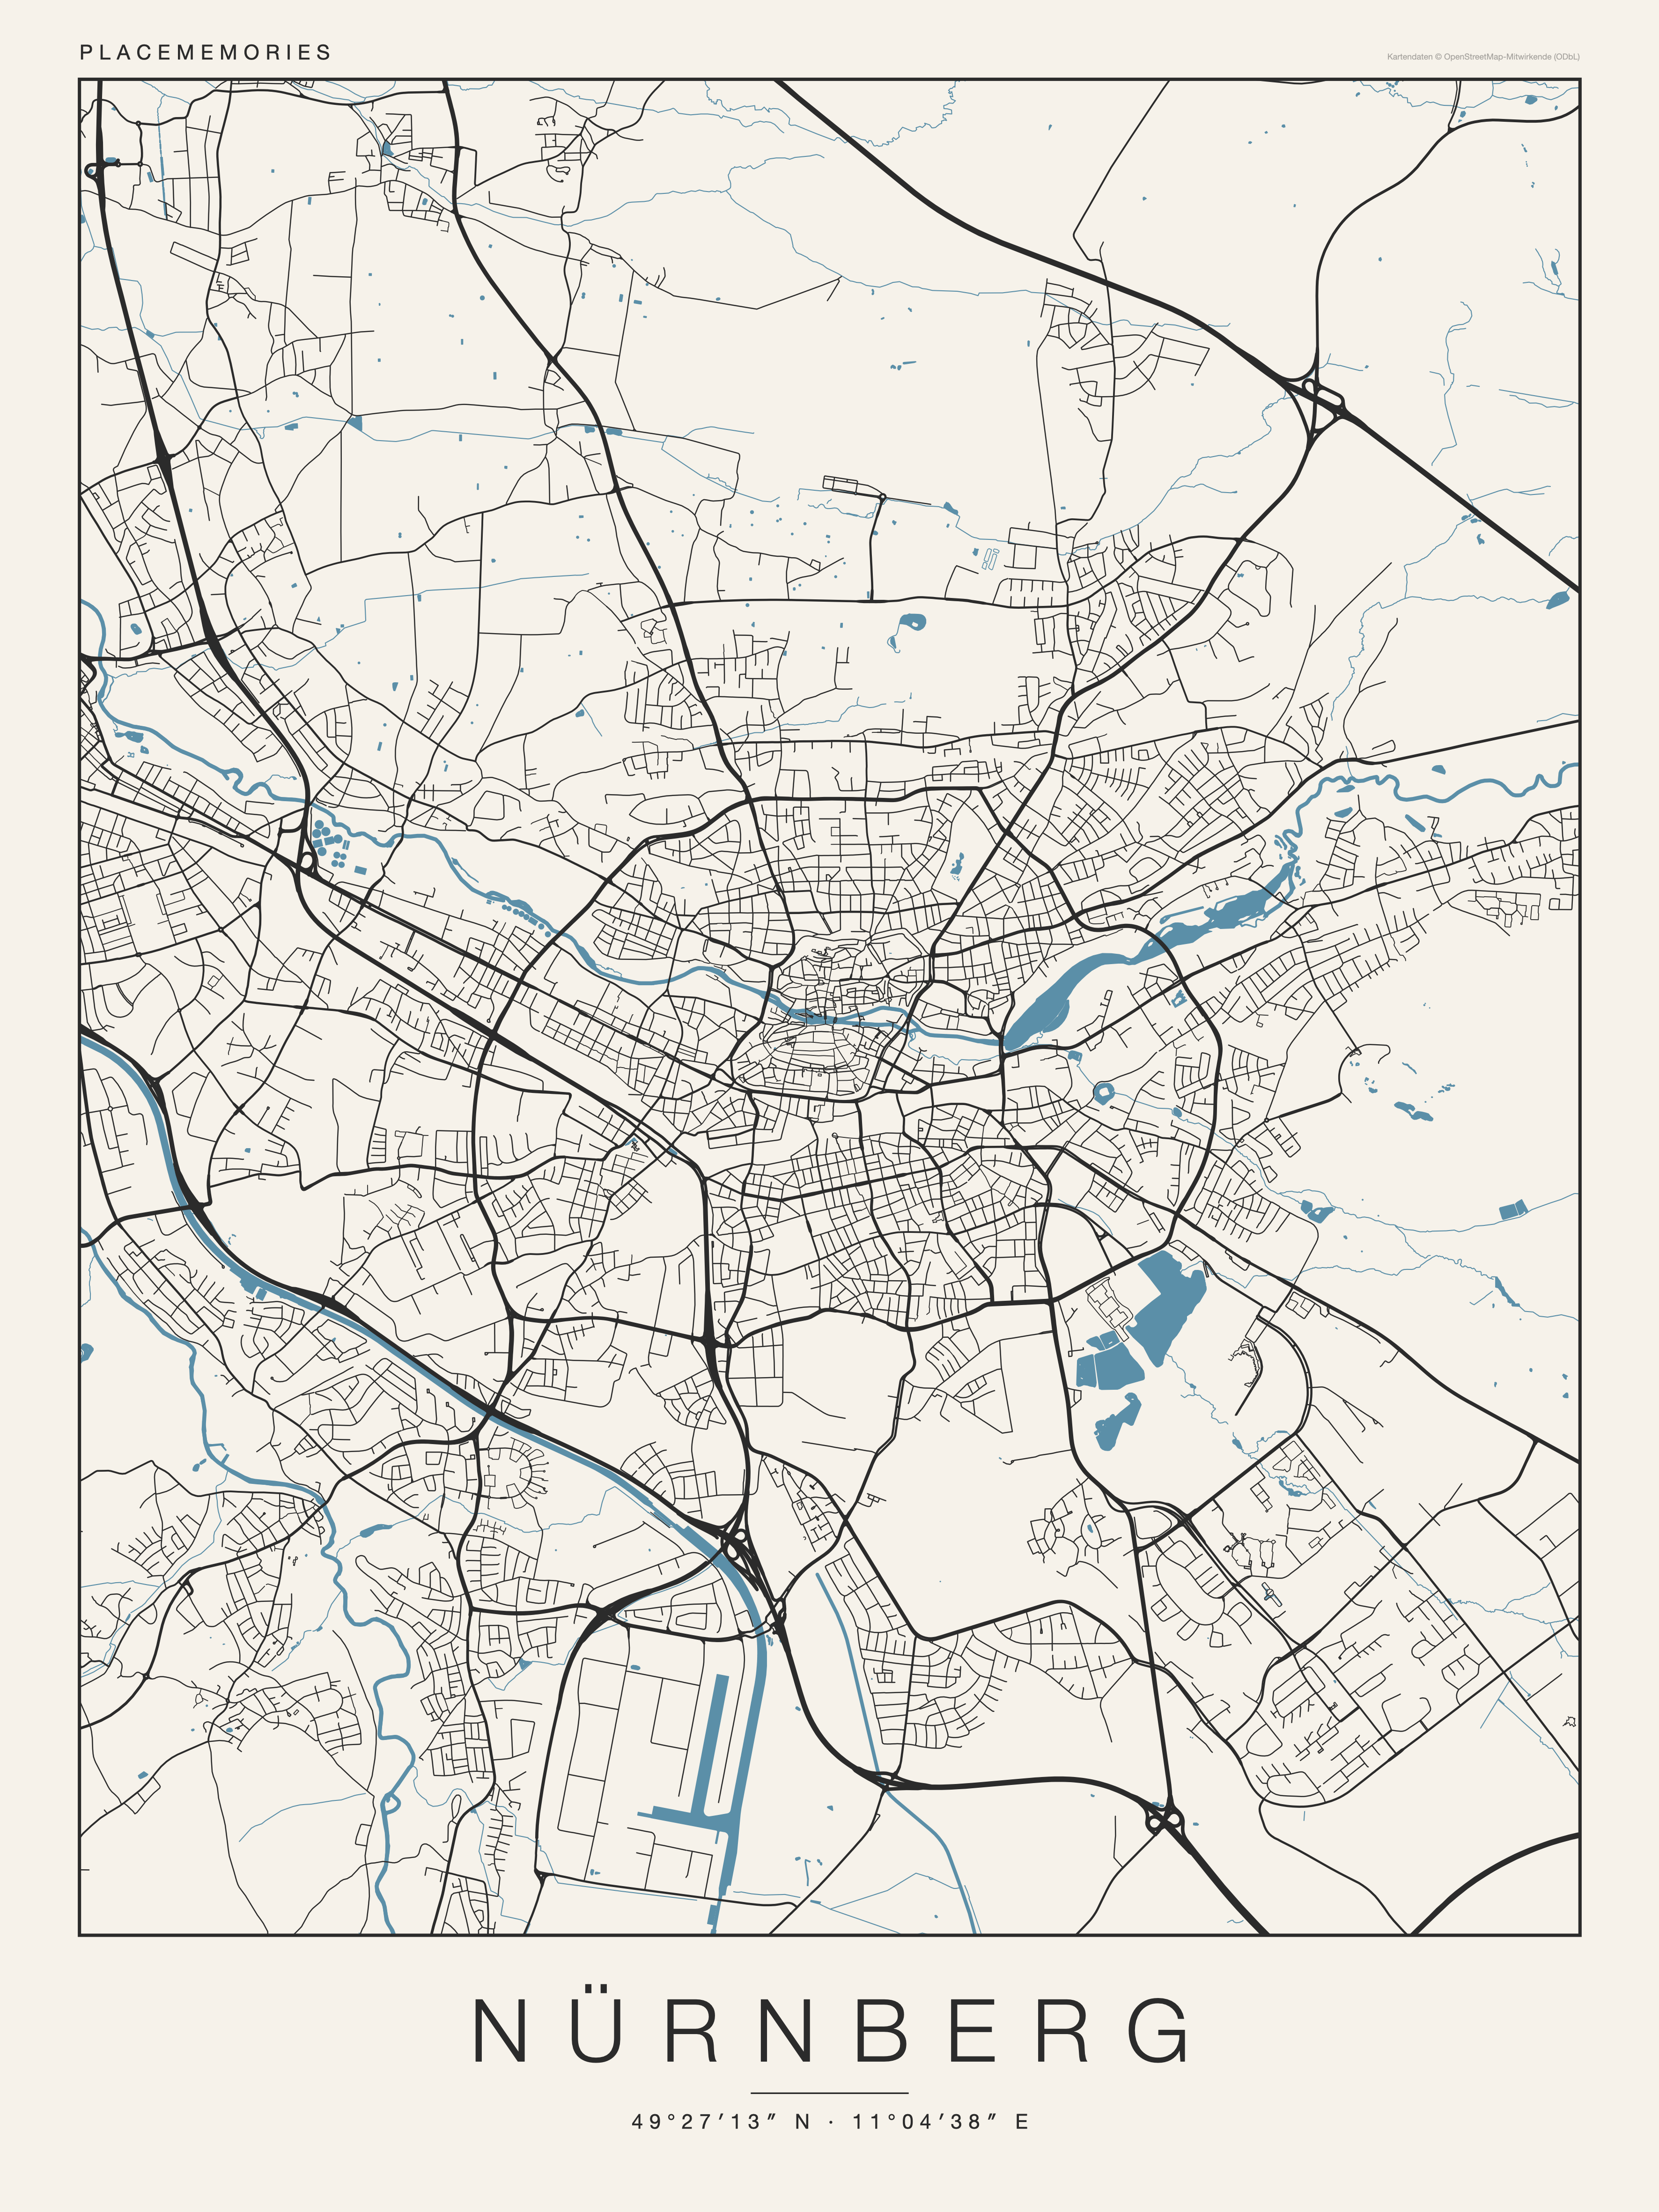 PLACEMEMORIES
Kartendaten © OpenStreetMap-Mitwirkende (ODbL)
NÜRNBERG
49°27′13″ N · 11°04′38″ E